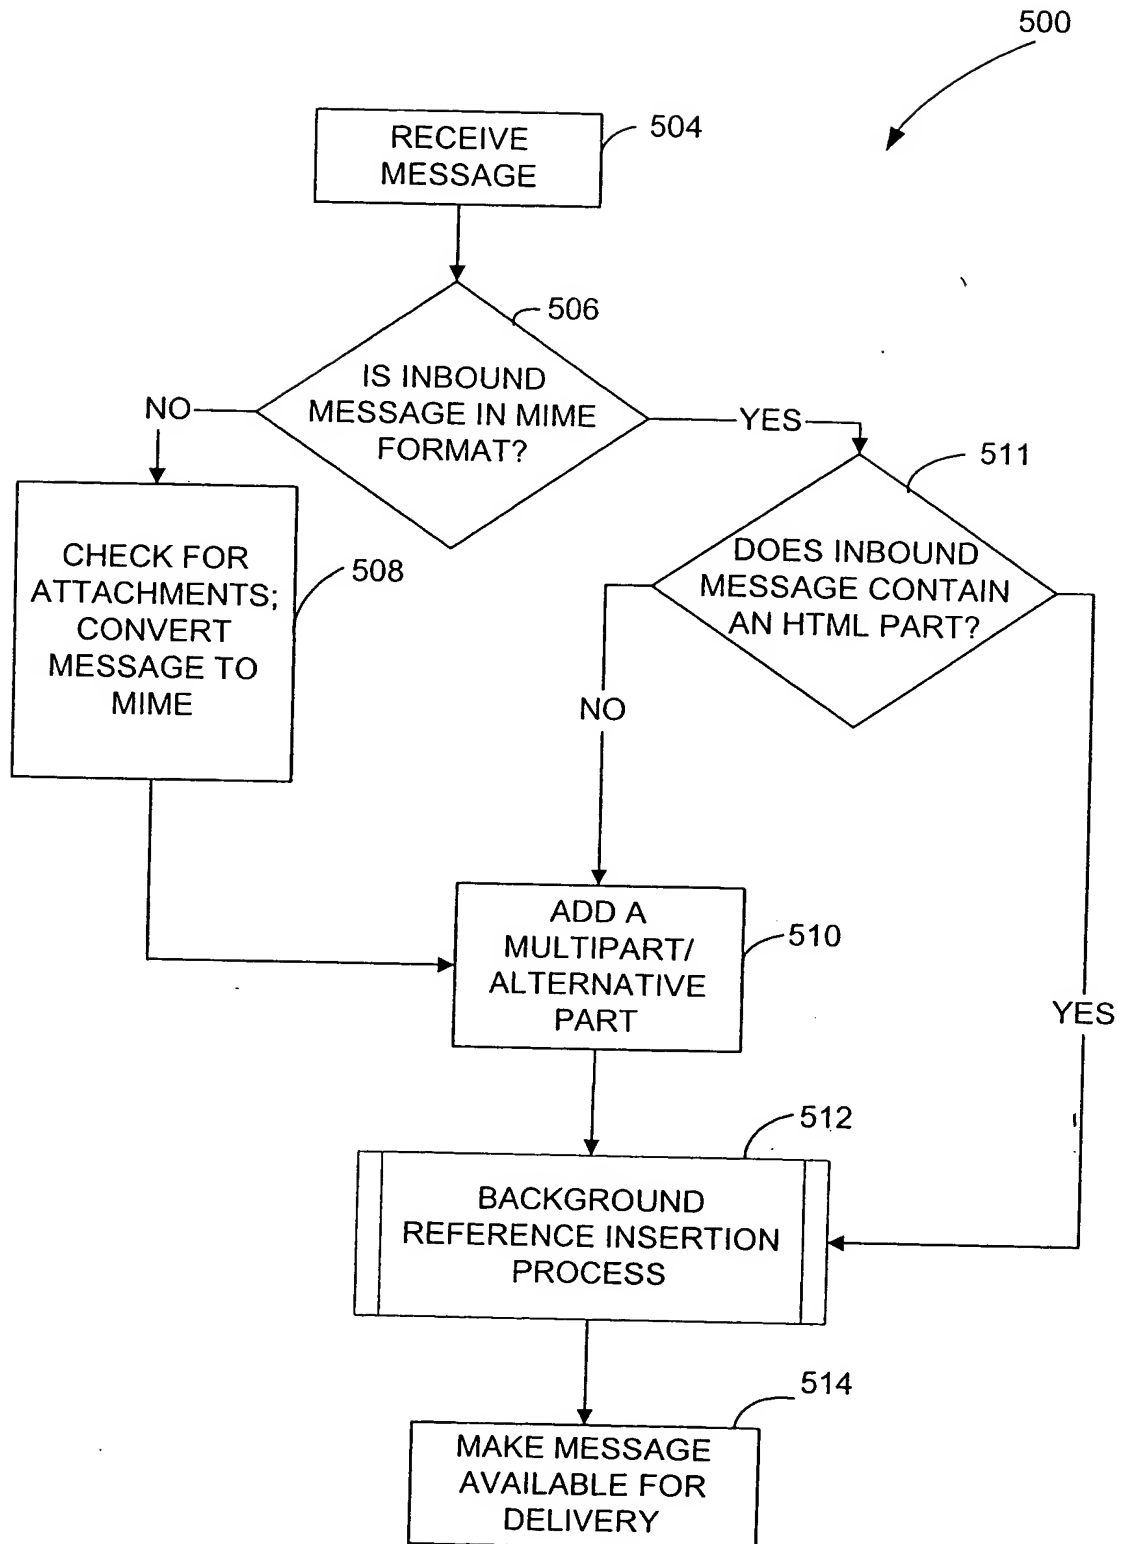 500
RECEIVE
MESSAGE
504
506
IS INBOUND
MESSAGE IN MIME
FORMAT?
NO
YES
511
DOES INBOUND
MESSAGE CONTAIN
AN HTML PART?
CHECK FOR
ATTACHMENTS;
CONVERT
MESSAGE TO
MIME
508
NO
ADD A
MULTIPART/
ALTERNATIVE
PART
510
YES
512
BACKGROUND
REFERENCE INSERTION
PROCESS
514
MAKE MESSAGE
AVAILABLE FOR
DELIVERY